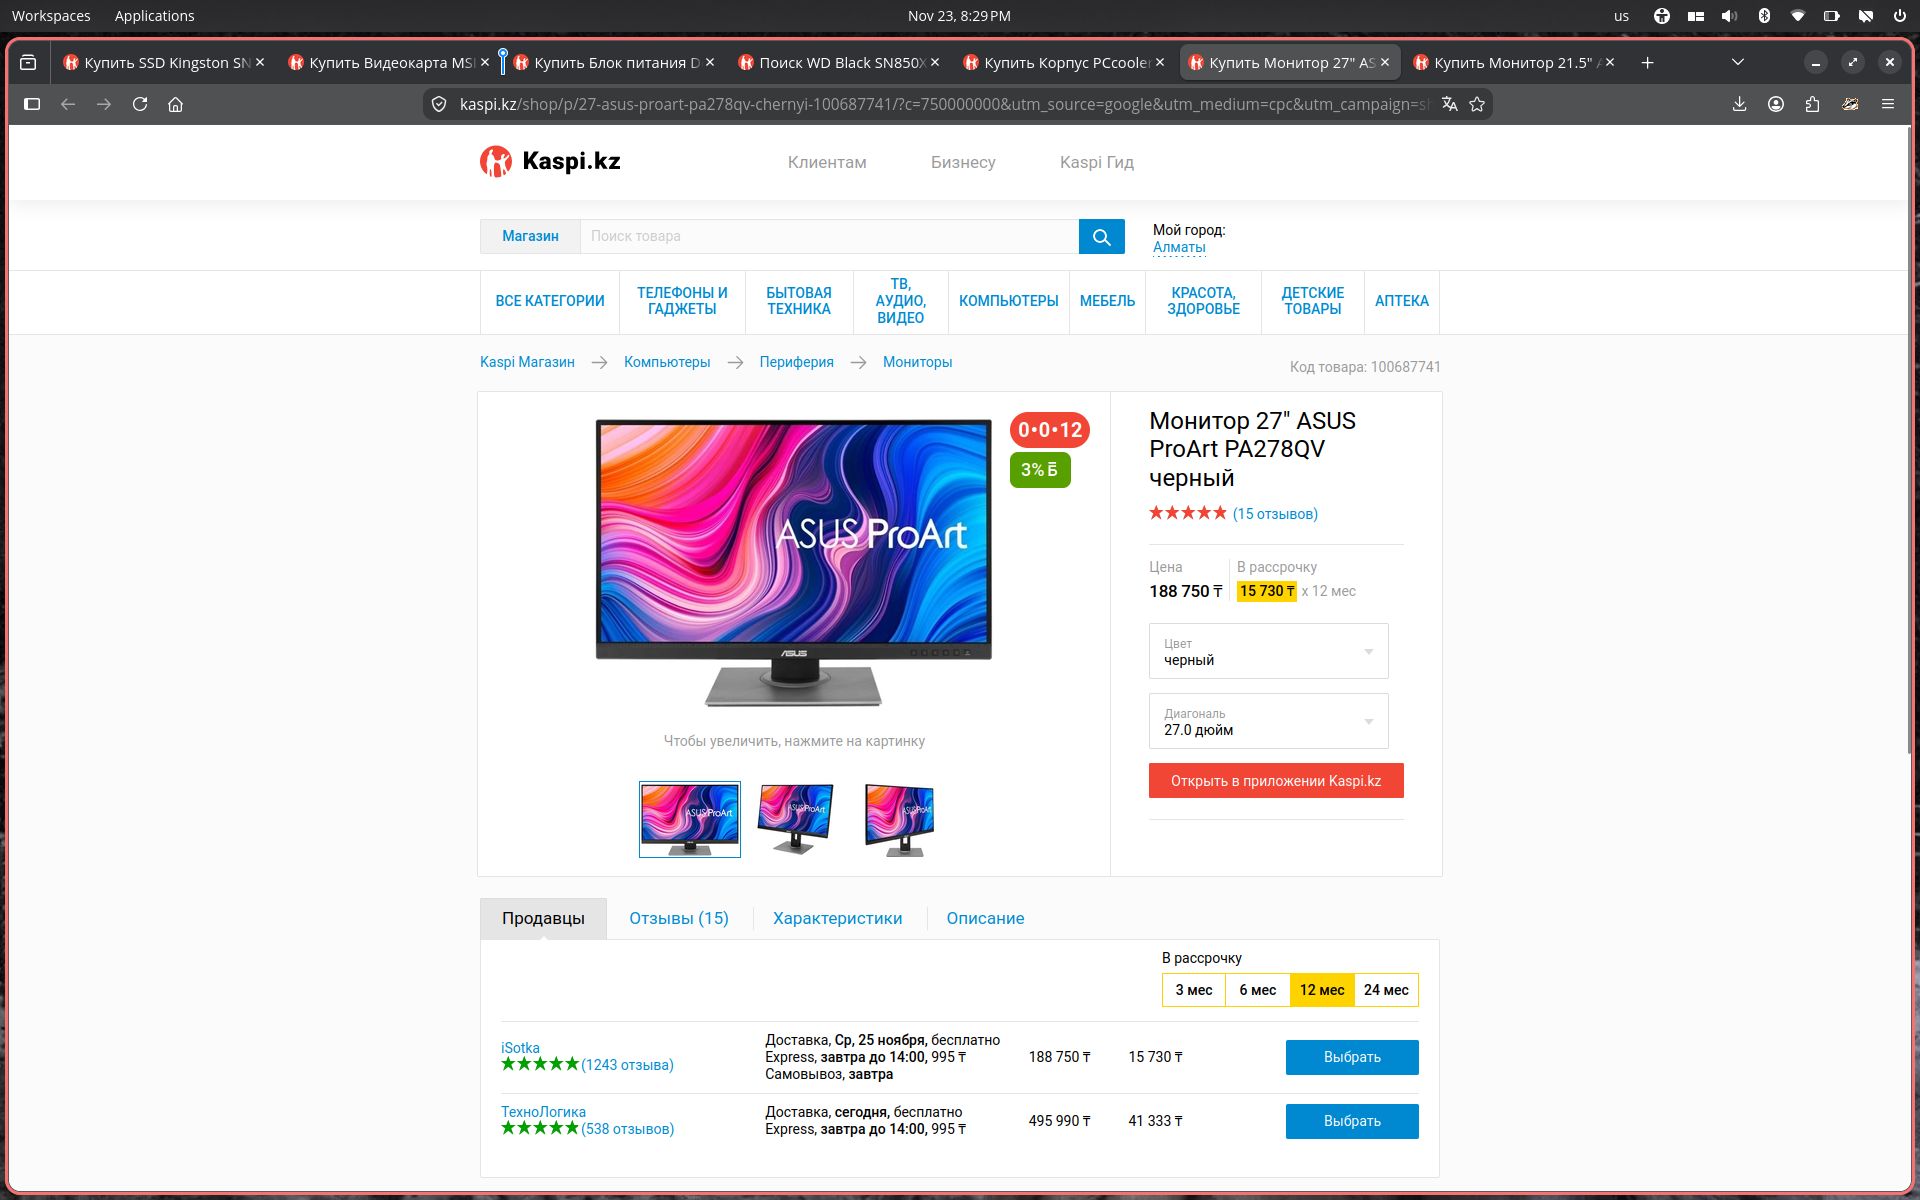 Workspaces Applications Nov 23, 8:29 PM us
Купить SSD Kingston SN Купить Видеокарта MSI Купить Блок питания D Поиск WD Black SN850X Купить Корпус PCcooler Купить Монитор 27" AS Купить Монитор 21.5"
kaspi.kz/shop/p/27-asus-proart-pa278qv-chernyi-100687741/?c=750000000&utm_source=google&utm_medium=cpc&utm_campaign=sh
Kaspi.kz Клиентам Бизнесу Kaspi Гид
Магазин Поиск товара
Мой город:
Алматы
ВСЕ КАТЕГОРИИ
ТЕЛЕФОНЫ И
ГАДЖЕТЫ
БЫТОВАЯ
ТЕХНИКА
ТВ,
АУДИО,
ВИДЕО
КОМПЬЮТЕРЫ
МЕБЕЛЬ
КРАСОТА,
ЗДОРОВЬЕ
ДЕТСКИЕ
ТОВАРЫ
АПТЕКА
Kaspi Магазин Компьютеры Периферия Мониторы
Код товара: 100687741
0·0·12
3% Б
ASUS ProArt
ASUS
Чтобы увеличить, нажмите на картинку
ASUS ProArt
ASUS ProArt
ASUS ProArt
Монитор 27" ASUS
ProArt PA278QV
черный
(15 отзывов)
Цена В рассрочку
188 750 ₸ 15 730 ₸ x 12 мес
Цвет
черный
Диагональ
27.0 дюйм
Открыть в приложении Kaspi.kz
Продавцы Отзывы (15) Характеристики Описание
В рассрочку
3 мес 6 мес 12 мес 24 мес
iSotka
(1243 отзыва)
Доставка, Ср, 25 ноября, бесплатно
Express, завтра до 14:00, 995 ₸
Самовывоз, завтра
188 750 ₸ 15 730 ₸ Выбрать
ТехноЛогика
(538 отзывов)
Доставка, сегодня, бесплатно
Express, завтра до 14:00, 995 ₸
495 990 ₸ 41 333 ₸ Выбрать